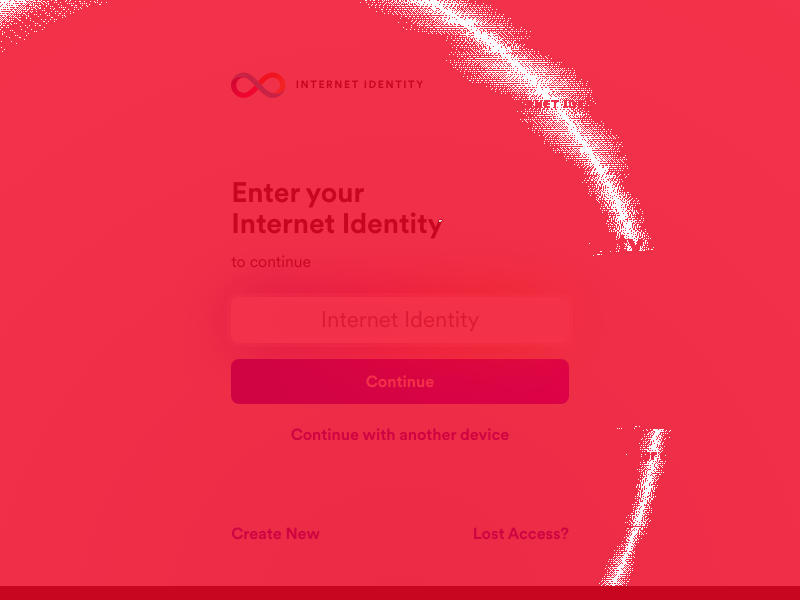 INTERNET IDENTITY
Enter your
Internet Identity
to continue
Internet Identity
Continue
Continue with another device
Create New
Lost Access?